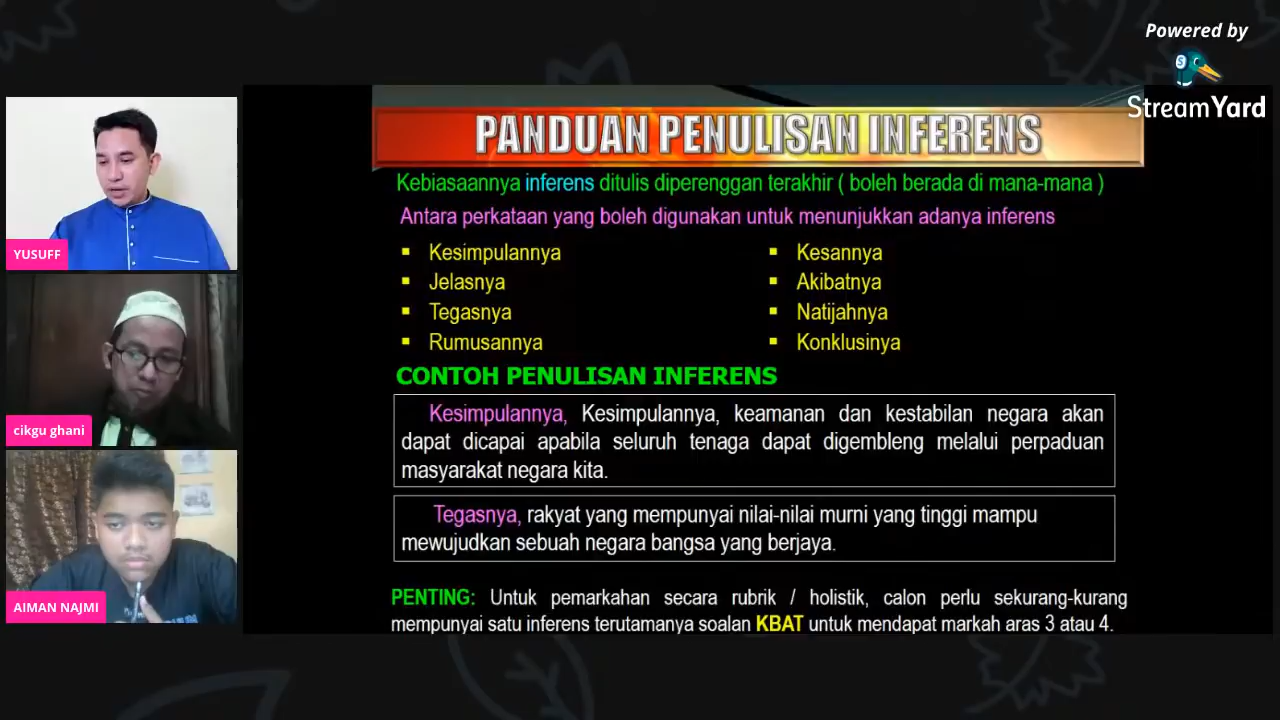 Powered by
StreamYard
PANDUAN PENULISAN INFERENS
Kebiasaannya inferens ditulis diperenggan terakhir ( boleh berada di mana-mana )
Antara perkataan yang boleh digunakan untuk menunjukkan adanya inferens
Kesimpulannya
Jelasnya
Tegasnya
Rumusannya
Kesannya
Akibatnya
Natijahnya
Konklusinya
CONTOH PENULISAN INFERENS
Kesimpulannya, Kesimpulannya, keamanan dan kestabilan negara akan
dapat dicapai apabila seluruh tenaga dapat digembleng melalui perpaduan
masyarakat negara kita.
Tegasnya, rakyat yang mempunyai nilai-nilai murni yang tinggi mampu
mewujudkan sebuah negara bangsa yang berjaya.
PENTING: Untuk pemarkahan secara rubrik / holistik, calon perlu sekurang-kurang
mempunyai satu inferens terutamanya soalan KBAT untuk mendapat markah aras 3 atau 4.
YUSUFF
cikgu ghani
AIMAN NAJMI